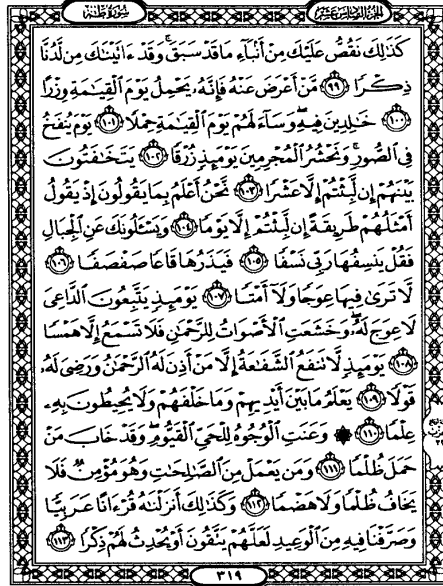 الجزء السادس عشر
سورة طه
كَذَٰلِكَ نَقُصُّ عَلَيْكَ مِنْ أَنۢبَآءِ مَا قَدْ سَبَقَ ۚ وَقَدْ ءَاتَيْنَٰكَ مِن لَّدُنَّا
ذِكْرًا ٩٩ مَّنْ أَعْرَضَ عَنْهُ فَإِنَّهُۥ يَحْمِلُ يَوْمَ ٱلْقِيَٰمَةِ وِزْرًا
١٠٠ خَٰلِدِينَ فِيهِ ۖ وَسَآءَ لَهُمْ يَوْمَ ٱلْقِيَٰمَةِ حِمْلًا ١٠١ يَوْمَ يُنفَخُ
فِى ٱلصُّورِ ۚ وَنَحْشُرُ ٱلْمُجْرِمِينَ يَوْمَئِذٍ زُرْقًا ١٠٢ يَتَخَٰفَتُونَ
بَيْنَهُمْ إِن لَّبِثْتُمْ إِلَّا عَشْرًا ١٠٣ نَّحْنُ أَعْلَمُ بِمَا يَقُولُونَ إِذْ يَقُولُ
أَمْثَلُهُمْ طَرِيقَةً إِن لَّبِثْتُمْ إِلَّا يَوْمًا ١٠٤ وَيَسْـَٔلُونَكَ عَنِ ٱلْجِبَالِ
فَقُلْ يَنسِفُهَا رَبِّى نَسْفًا ١٠٥ فَيَذَرُهَا قَاعًا صَفْصَفًا ١٠٦
لَّا تَرَىٰ فِيهَا عِوَجًا وَلَآ أَمْتًا ١٠٧ يَوْمَئِذٍ يَتَّبِعُونَ ٱلدَّاعِىَ
لَا عِوَجَ لَهُۥ ۖ وَخَشَعَتِ ٱلْأَصْوَاتُ لِلرَّحْمَٰنِ فَلَا تَسْمَعُ إِلَّا هَمْسًا
١٠٨ يَوْمَئِذٍ لَّا تَنفَعُ ٱلشَّفَٰعَةُ إِلَّا مَنْ أَذِنَ لَهُ ٱلرَّحْمَٰنُ وَرَضِىَ لَهُۥ
قَوْلًا ١٠٩ يَعْلَمُ مَا بَيْنَ أَيْدِيهِمْ وَمَا خَلْفَهُمْ وَلَا يُحِيطُونَ بِهِۦ
عِلْمًا ١١٠ ۞ وَعَنَتِ ٱلْوُجُوهُ لِلْحَىِّ ٱلْقَيُّومِ ۖ وَقَدْ خَابَ مَنْ
حَمَلَ ظُلْمًا ١١١ وَمَن يَعْمَلْ مِنَ ٱلصَّٰلِحَٰتِ وَهُوَ مُؤْمِنٌ فَلَا
يَخَافُ ظُلْمًا وَلَا هَضْمًا ١١٢ وَكَذَٰلِكَ أَنزَلْنَٰهُ قُرْءَانًا عَرَبِيًّا
وَصَرَّفْنَا فِيهِ مِنَ ٱلْوَعِيدِ لَعَلَّهُمْ يَتَّقُونَ أَوْ يُحْدِثُ لَهُمْ ذِكْرًا ١١٣
٣١٩